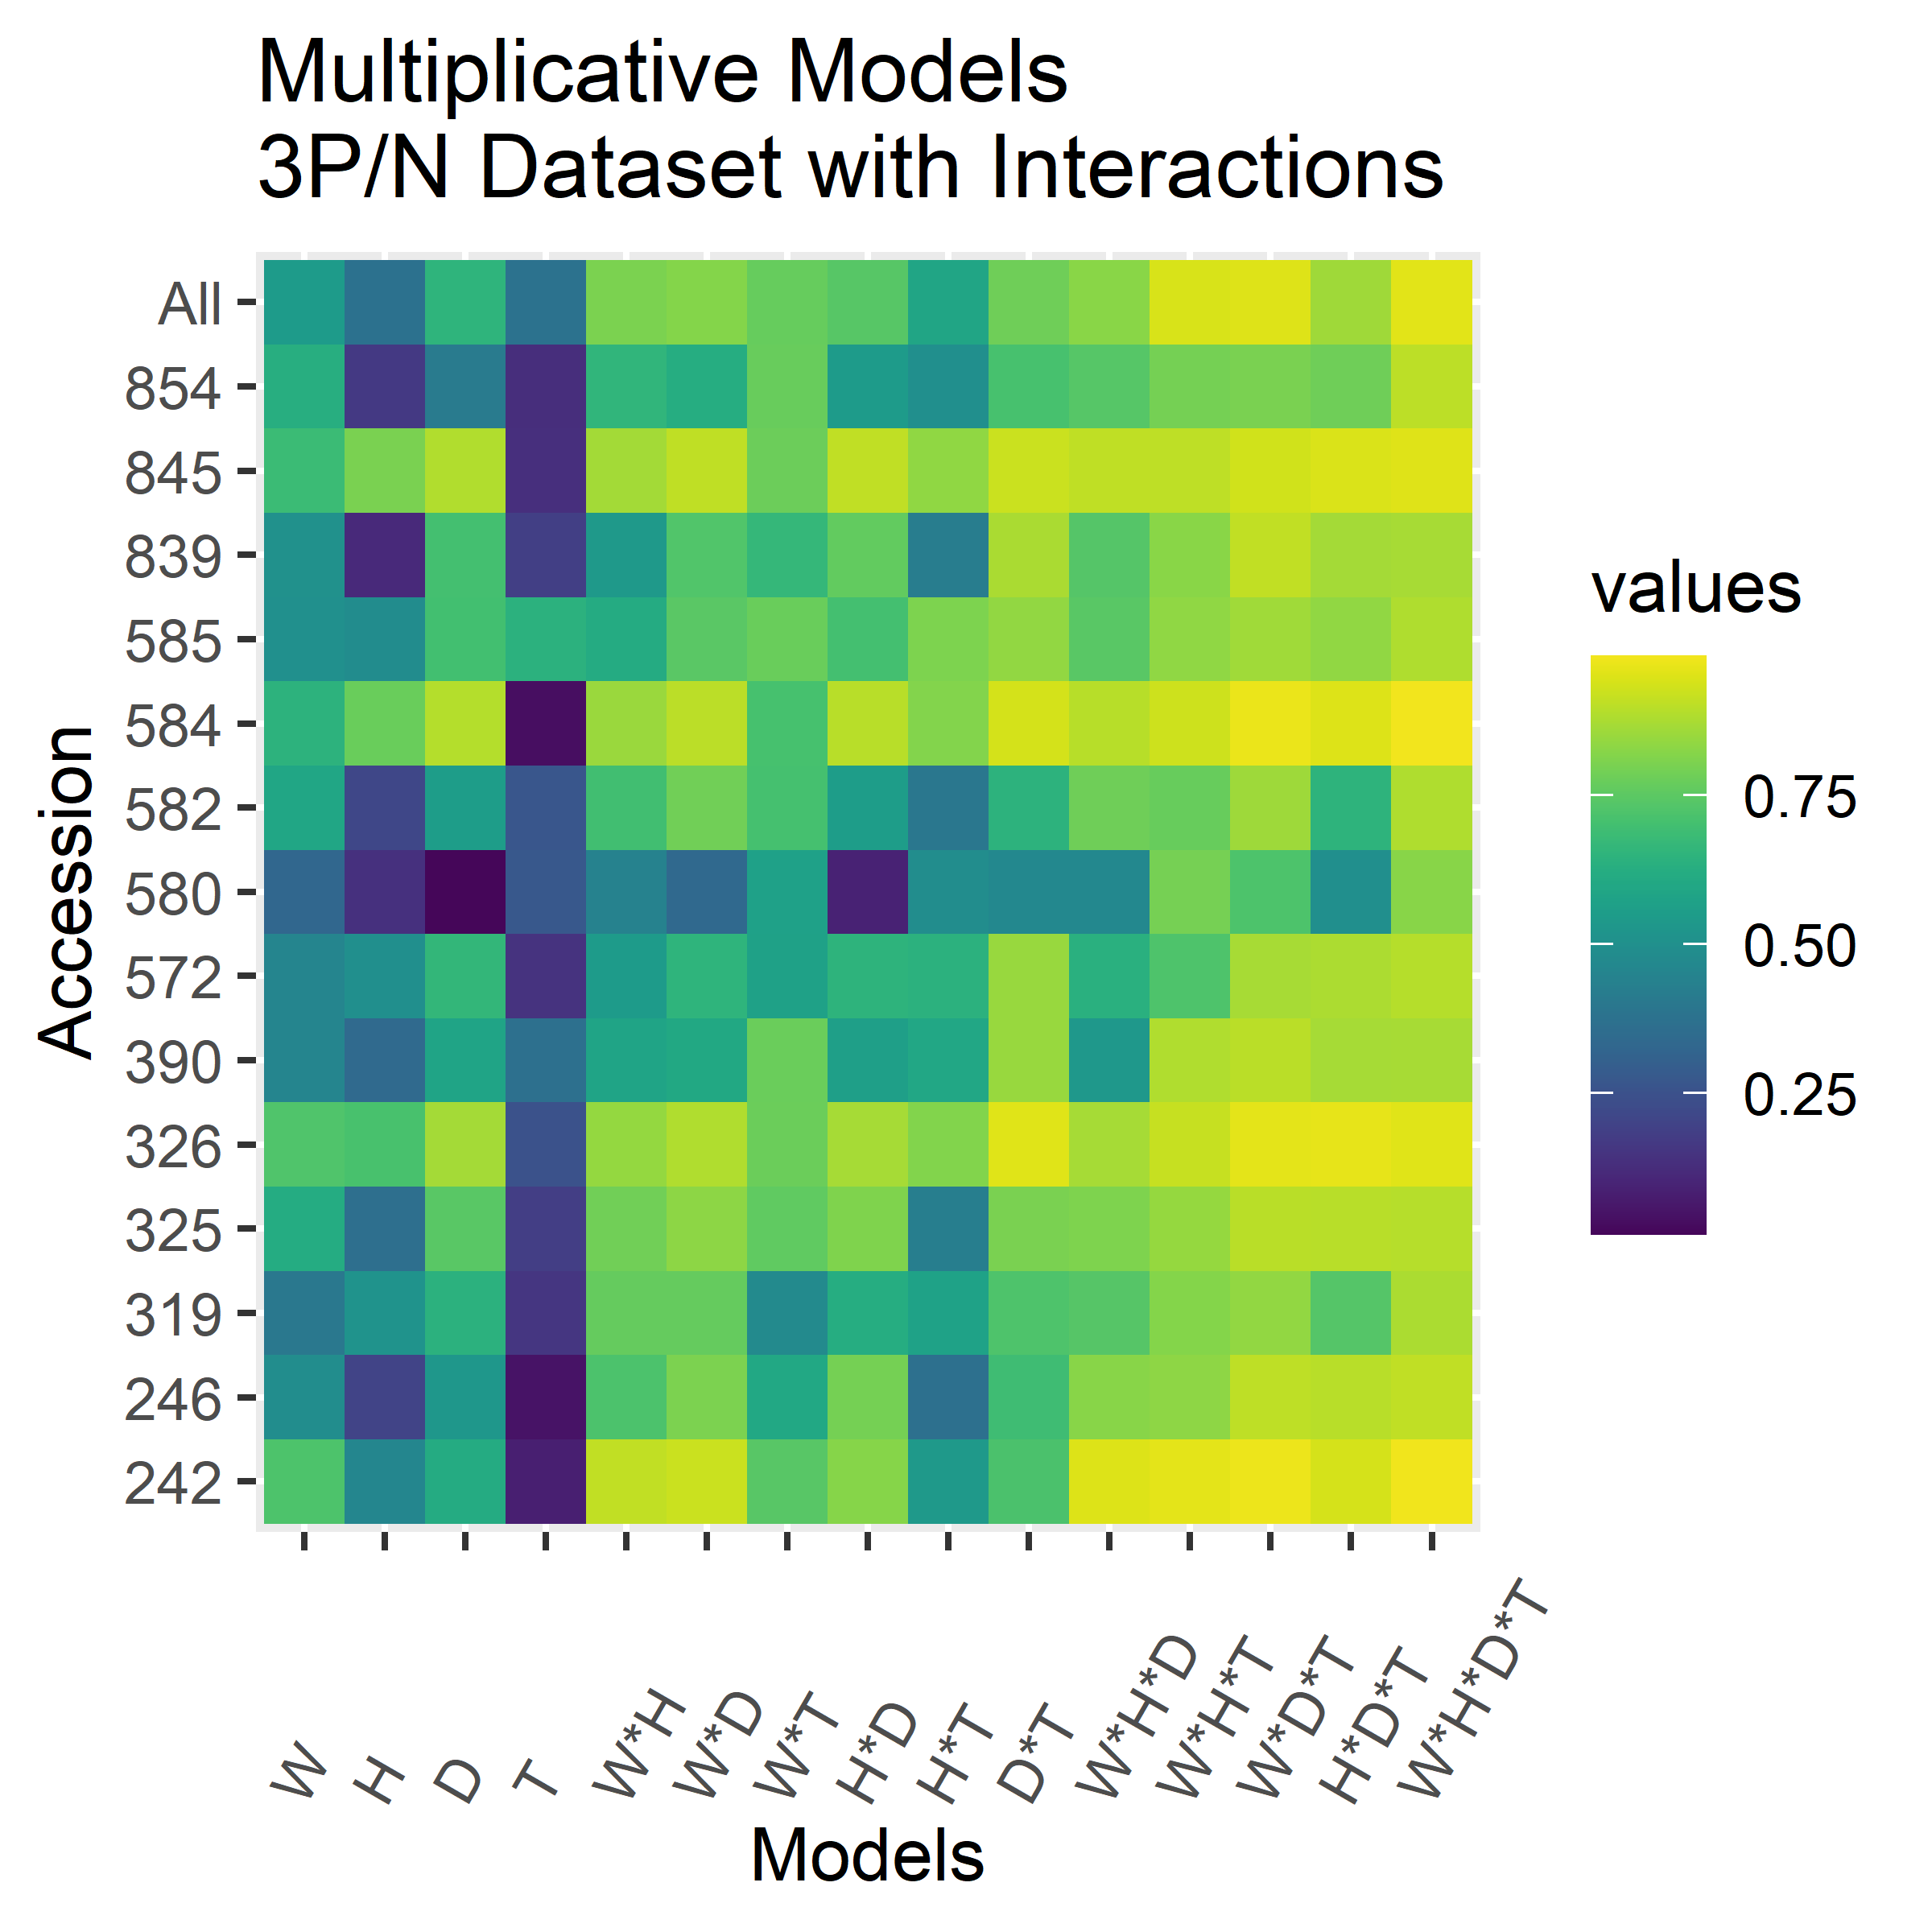 Multiplicative Models
3P/N Dataset with Interactions
Accession
All
854
845
839
585
584
582
580
572
390
326
325
319
246
242
W
H
D
T
W*H
W*D
W*T
H*D
H*T
D*T
W*H*D
W*H*T
W*D*T
H*D*T
W*H*D*T
Models
values
0.75
0.50
0.25